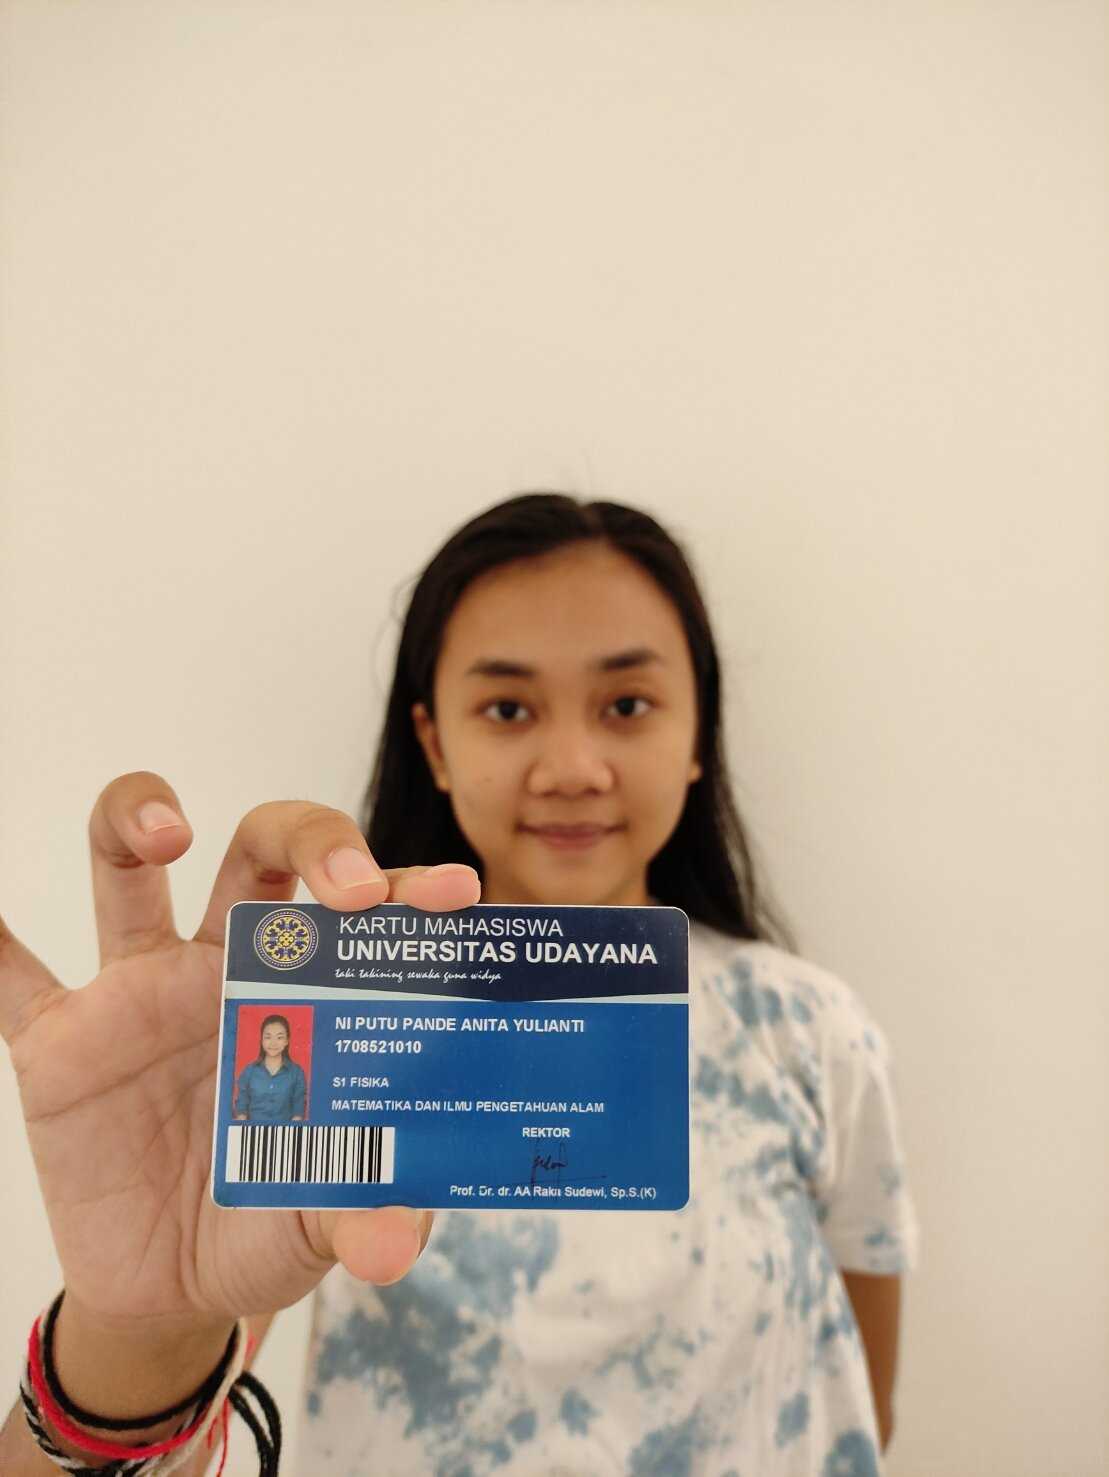 KARTU MAHASISWA
UNIVERSITAS UDAYANA
taki takining sewaka guna widya
NI PUTU PANDE ANITA YULIANTI
1708521010
S1 FISIKA
MATEMATIKA DAN ILMU PENGETAHUAN ALAM
REKTOR
Prof. Dr. dr. AA Raka Sudewi, Sp.S.(K)